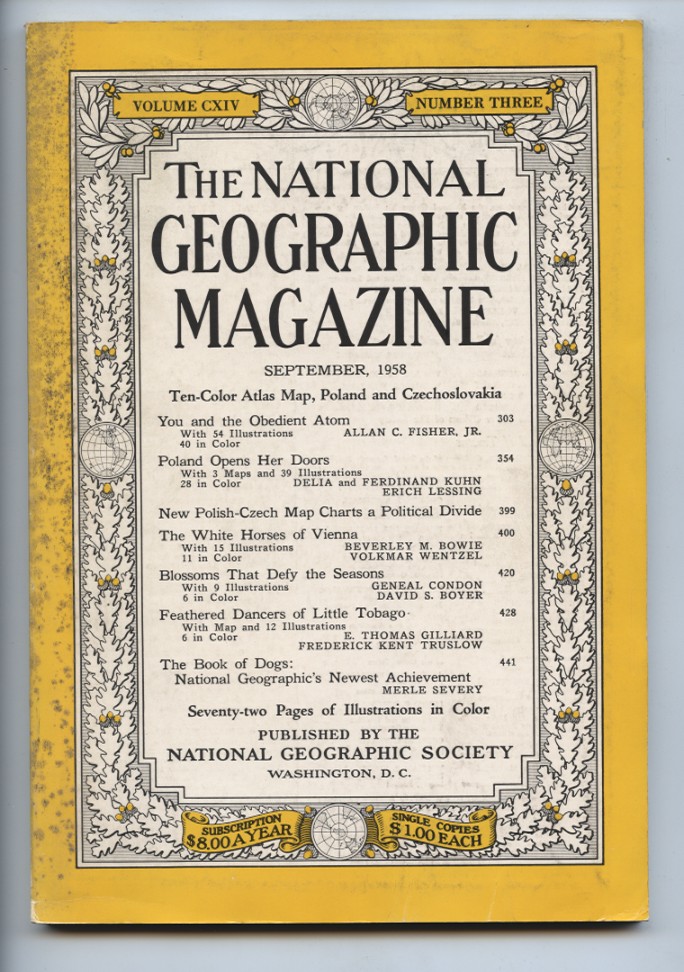 VOLUME CXIV
NUMBER THREE
THE NATIONAL
GEOGRAPHIC
MAGAZINE
SEPTEMBER, 1958
Ten-Color Atlas Map, Poland and Czechoslovakia
You and the Obedient Atom 303
With 54 Illustrations ALLAN C. FISHER, JR.
40 in Color
Poland Opens Her Doors 354
With 3 Maps and 39 Illustrations
28 in Color DELIA and FERDINAND KUHN
ERICH LESSING
New Polish-Czech Map Charts a Political Divide 399
The White Horses of Vienna 400
With 15 Illustrations BEVERLEY M. BOWIE
11 in Color VOLKMAR WENTZEL
Blossoms That Defy the Seasons 420
With 9 Illustrations GENEAL CONDON
6 in Color DAVID S. BOYER
Feathered Dancers of Little Tobago 428
With Map and 12 Illustrations
6 in Color E. THOMAS GILLIARD
FREDERICK KENT TRUSLOW
The Book of Dogs: 441
National Geographic's Newest Achievement
MERLE SEVERY
Seventy-two Pages of Illustrations in Color
PUBLISHED BY THE
NATIONAL GEOGRAPHIC SOCIETY
WASHINGTON, D. C.
SUBSCRIPTION
$8.00 A YEAR
SINGLE COPIES
$1.00 EACH